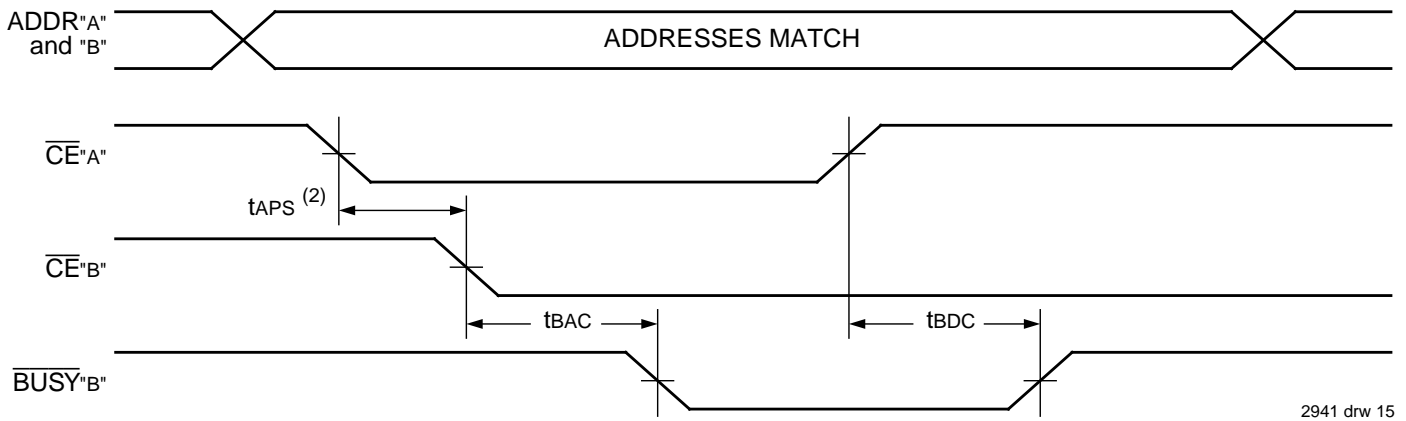 ADDR"A"
and "B"
ADDRESSES MATCH
CE"A"
tAPS (2)
CE"B"
tBAC
tBDC
BUSY"B"
2941 drw 15